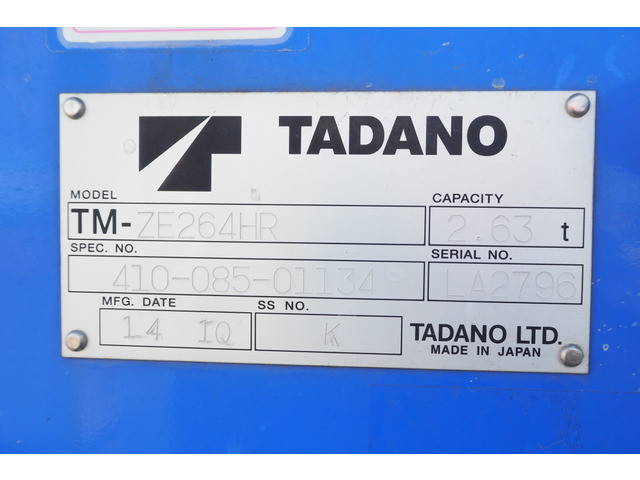 TADANO
MODEL
TM-ZE264HR
CAPACITY
2.63 t
SPEC. NO.
410-085-01134
SERIAL NO.
LA2796
MFG. DATE
14 10
SS NO.
K
TADANO LTD.
MADE IN JAPAN